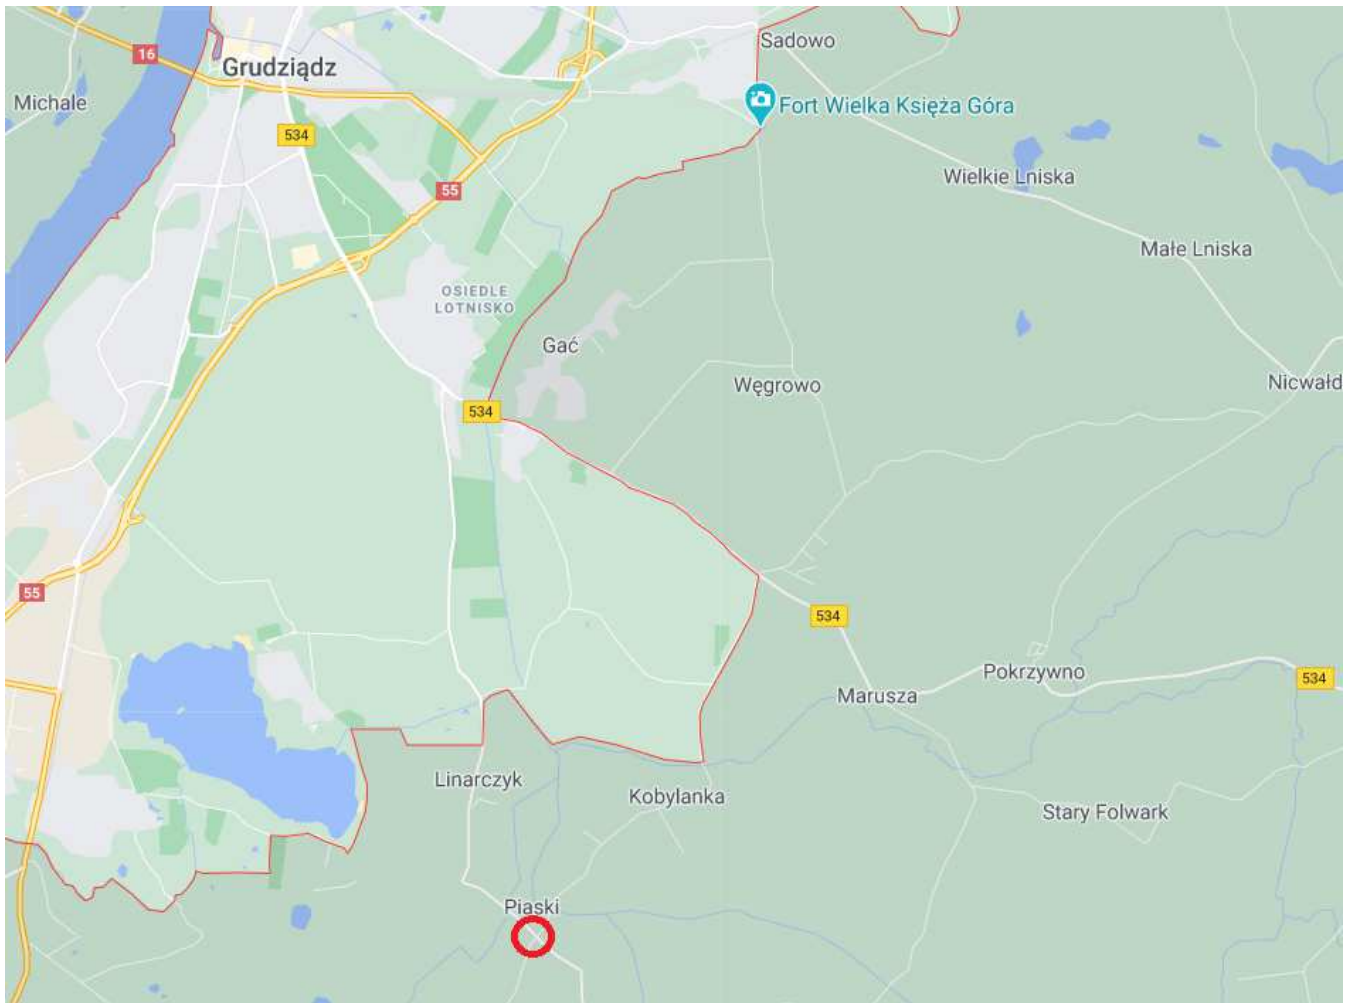 Sadowo
16
Grudziądz
Michale
Fort Wielka Księża Góra
534
Wielkie Lniska
55
Małe Lniska
OSIEDLE
LOTNISKO
Gać
Węgrowo
Nicwałd
534
55
534
Pokrzywno
534
Marusza
Linarczyk
Kobylanka
Stary Folwark
Piaski